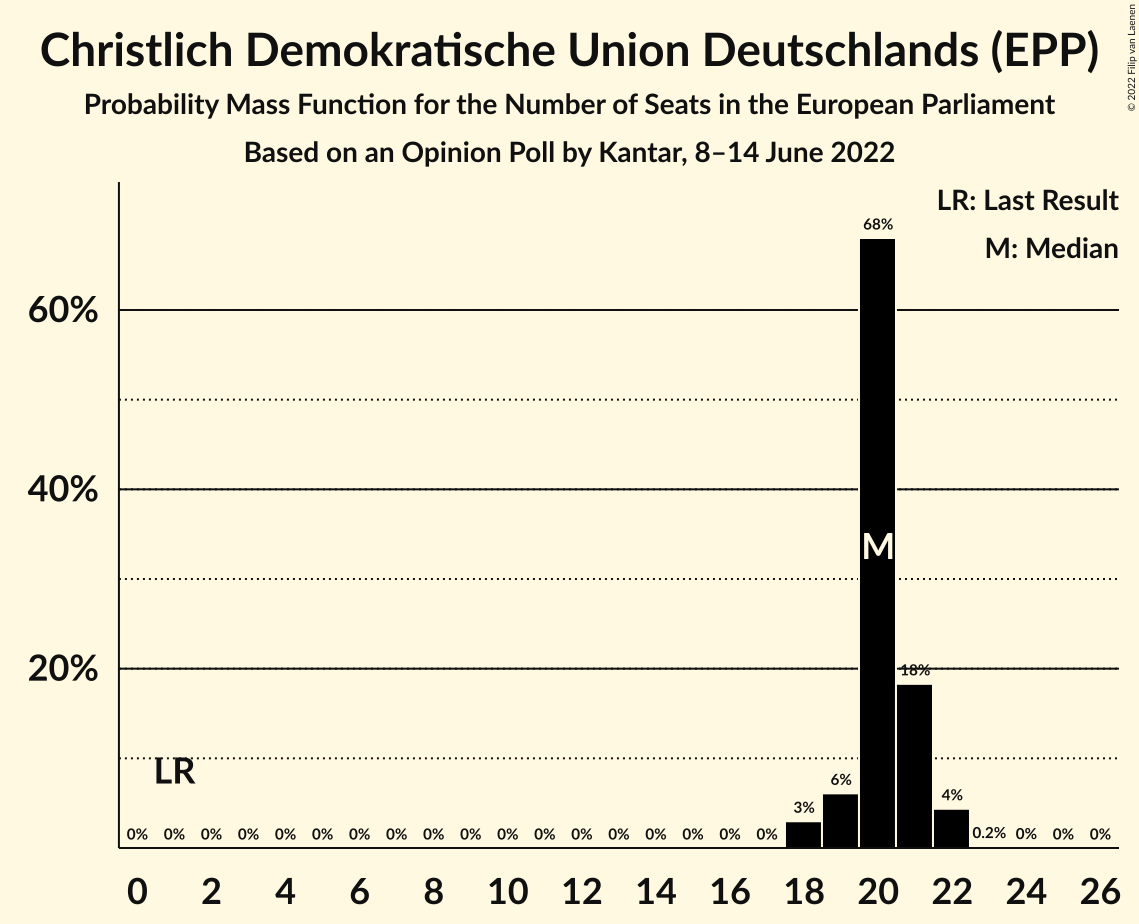 Christlich Demokratische Union Deutschlands (EPP)
Probability Mass Function for the Number of Seats in the European Parliament
Based on an Opinion Poll by Kantar, 8–14 June 2022
© 2022 Filip van Laenen
LR: Last Result
M: Median
68%
60%
40%
M
20%
18%
LR
6%
4%
3%
0% 0% 0% 0% 0% 0% 0% 0% 0% 0% 0% 0% 0% 0% 0% 0% 0% 0% 0.2% 0% 0% 0%
0 2 4 6 8 10 12 14 16 18 20 22 24 26